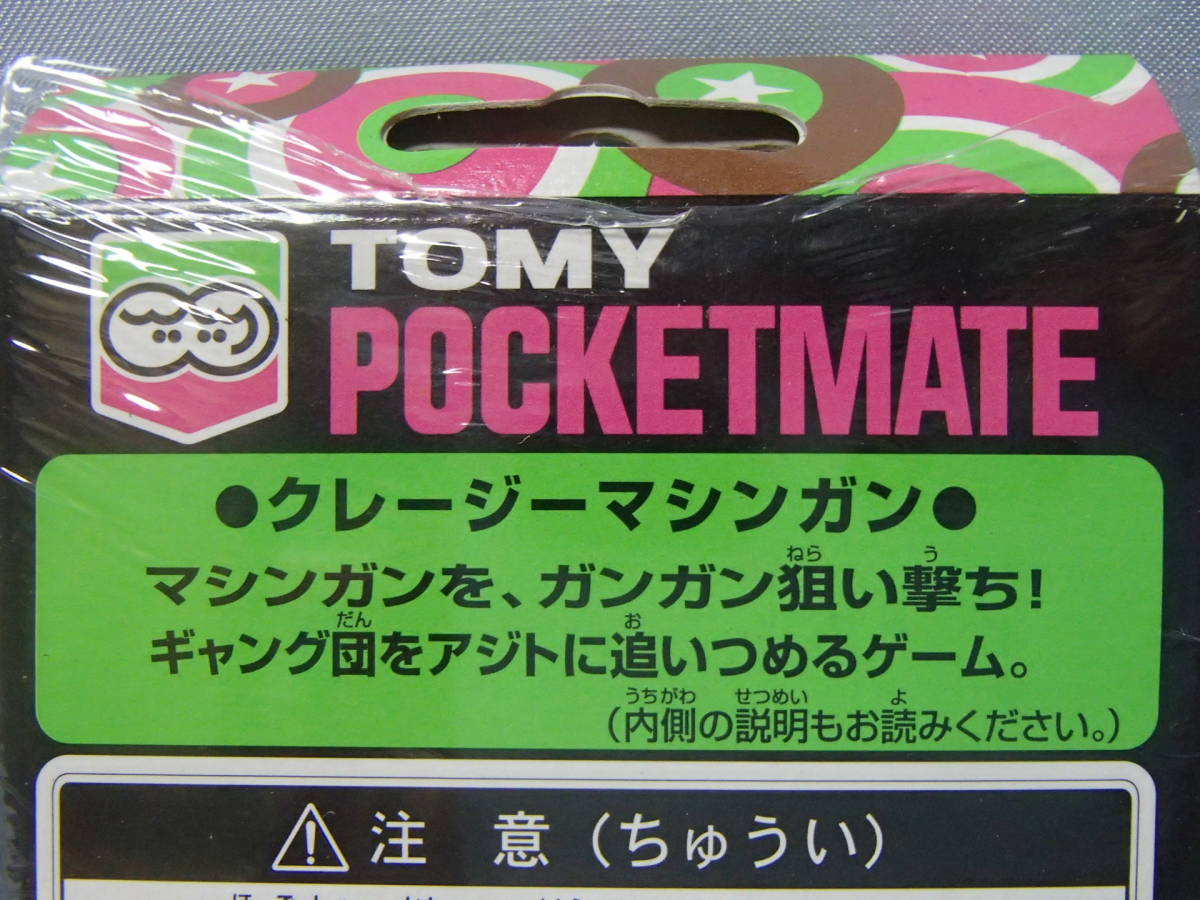 TOMY
POCKETMATE
●クレージーマシンガン●
ねら う
マシンガンを、ガンガン狙い撃ち!
だん お
ギャング団をアジトに追いつめるゲーム。
うちがわ せつめい よ
(内側の説明もお読みください。)
注 意(ちゅうい)